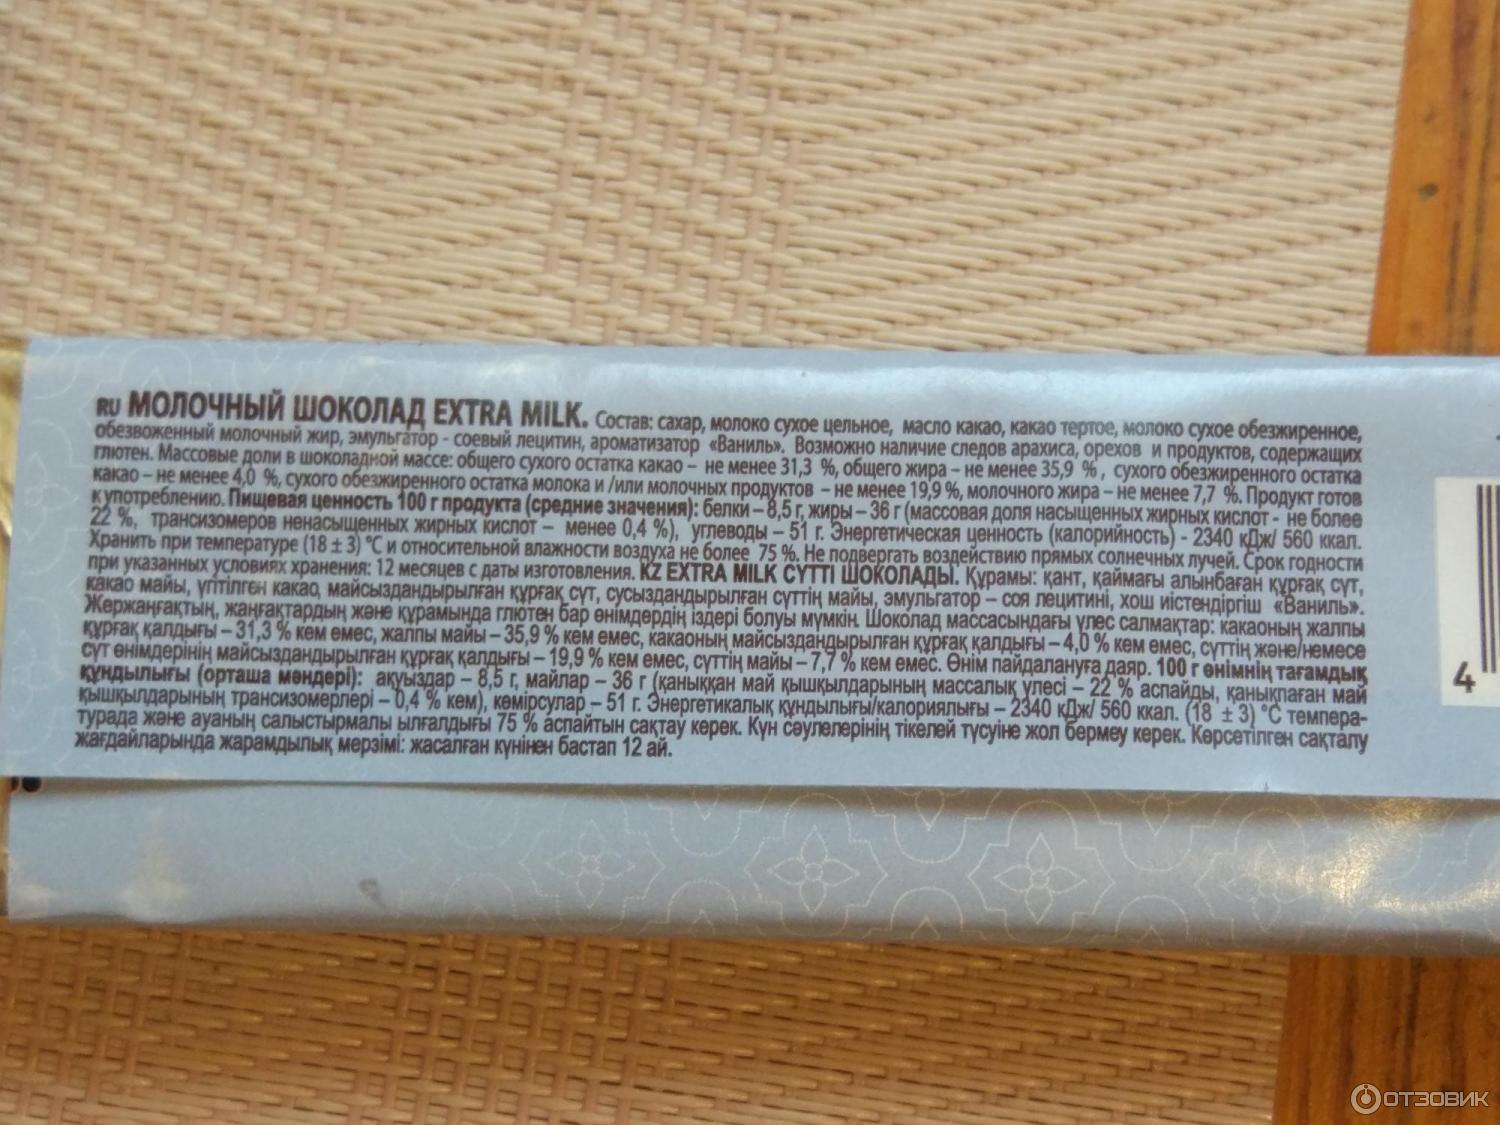 RU МОЛОЧНЫЙ ШОКОЛАД EXTRA MILK. Состав: сахар, молоко сухое цельное, масло какао, какао тертое, молоко сухое обезжиренное,
обезвоженный молочный жир, эмульгатор - соевый лецитин, ароматизатор «Ваниль». Возможно наличие следов арахиса, орехов и продуктов, содержащих
глютен. Массовые доли в шоколадной массе: общего сухого остатка какао – не менее 31,3 %, общего жира – не менее 35,9 % , сухого обезжиренного остатка
какао – не менее 4,0 %, сухого обезжиренного остатка молока и /или молочных продуктов – не менее 19,9 %, молочного жира – не менее 7,7 %. Продукт готов
к употреблению. Пищевая ценность 100 г продукта (средние значения): белки – 8,5 г, жиры – 36 г (массовая доля насыщенных жирных кислот - не более
22 %, трансизомеров ненасыщенных жирных кислот – менее 0,4 %), углеводы – 51 г. Энергетическая ценность (калорийность) - 2340 кДж/ 560 ккал.
Хранить при температуре (18 ± 3) °C и относительной влажности воздуха не более 75 %. Не подвергать воздействию прямых солнечных лучей. Срок годности
при указанных условиях хранения: 12 месяцев с даты изготовления. KZ EXTRA MILK СҮТТІ ШОКОЛАДЫ. Құрамы: қант, қаймағы алынбаған құрғақ сүт,
какао майы, үптілген какао, майсыздандырылған құрғақ сүт, сусыздандырылған сүттің майы, эмульгатор – соя лецитині, хош иістендіргіш «Ваниль».
Жержаңғақтың, жаңғақтардың және құрамында глютен бар өнімдердің іздері болуы мүмкін. Шоколад массасындағы үлес салмақтар: какаоның жалпы
құрғақ қалдығы – 31,3 % кем емес, жалпы майы – 35,9 % кем емес, какаоның майсыздандырылған құрғақ қалдығы – 4,0 % кем емес, сүттің және/немесе
сүт өнімдерінің майсыздандырылған құрғақ қалдығы – 19,9 % кем емес, сүттің майы – 7,7 % кем емес. Өнім пайдалануға даяр. 100 г өнімнің тағамдық
құндылығы (орташа мәндері): ақуыздар – 8,5 г, майлар – 36 г (қаныққан май қышқылдарының массалық үлесі – 22 % аспайды, қанықпаған май
қышқылдарының трансизомерлері – 0,4 % кем), көмірсулар – 51 г. Энергетикалық құндылығы/калориялығы – 2340 кДж/ 560 ккал. (18 ± 3) °C темпера-
турада және ауаның салыстырмалы ылғалдығы 75 % аспайтын сақтау керек. Күн сәулелерінің тікелей түсуіне жол бермеу керек. Көрсетілген сақталу
жағдайларында жарамдылық мерзімі: жасалған күнінен бастап 12 ай.
4
ОТЗОВИК